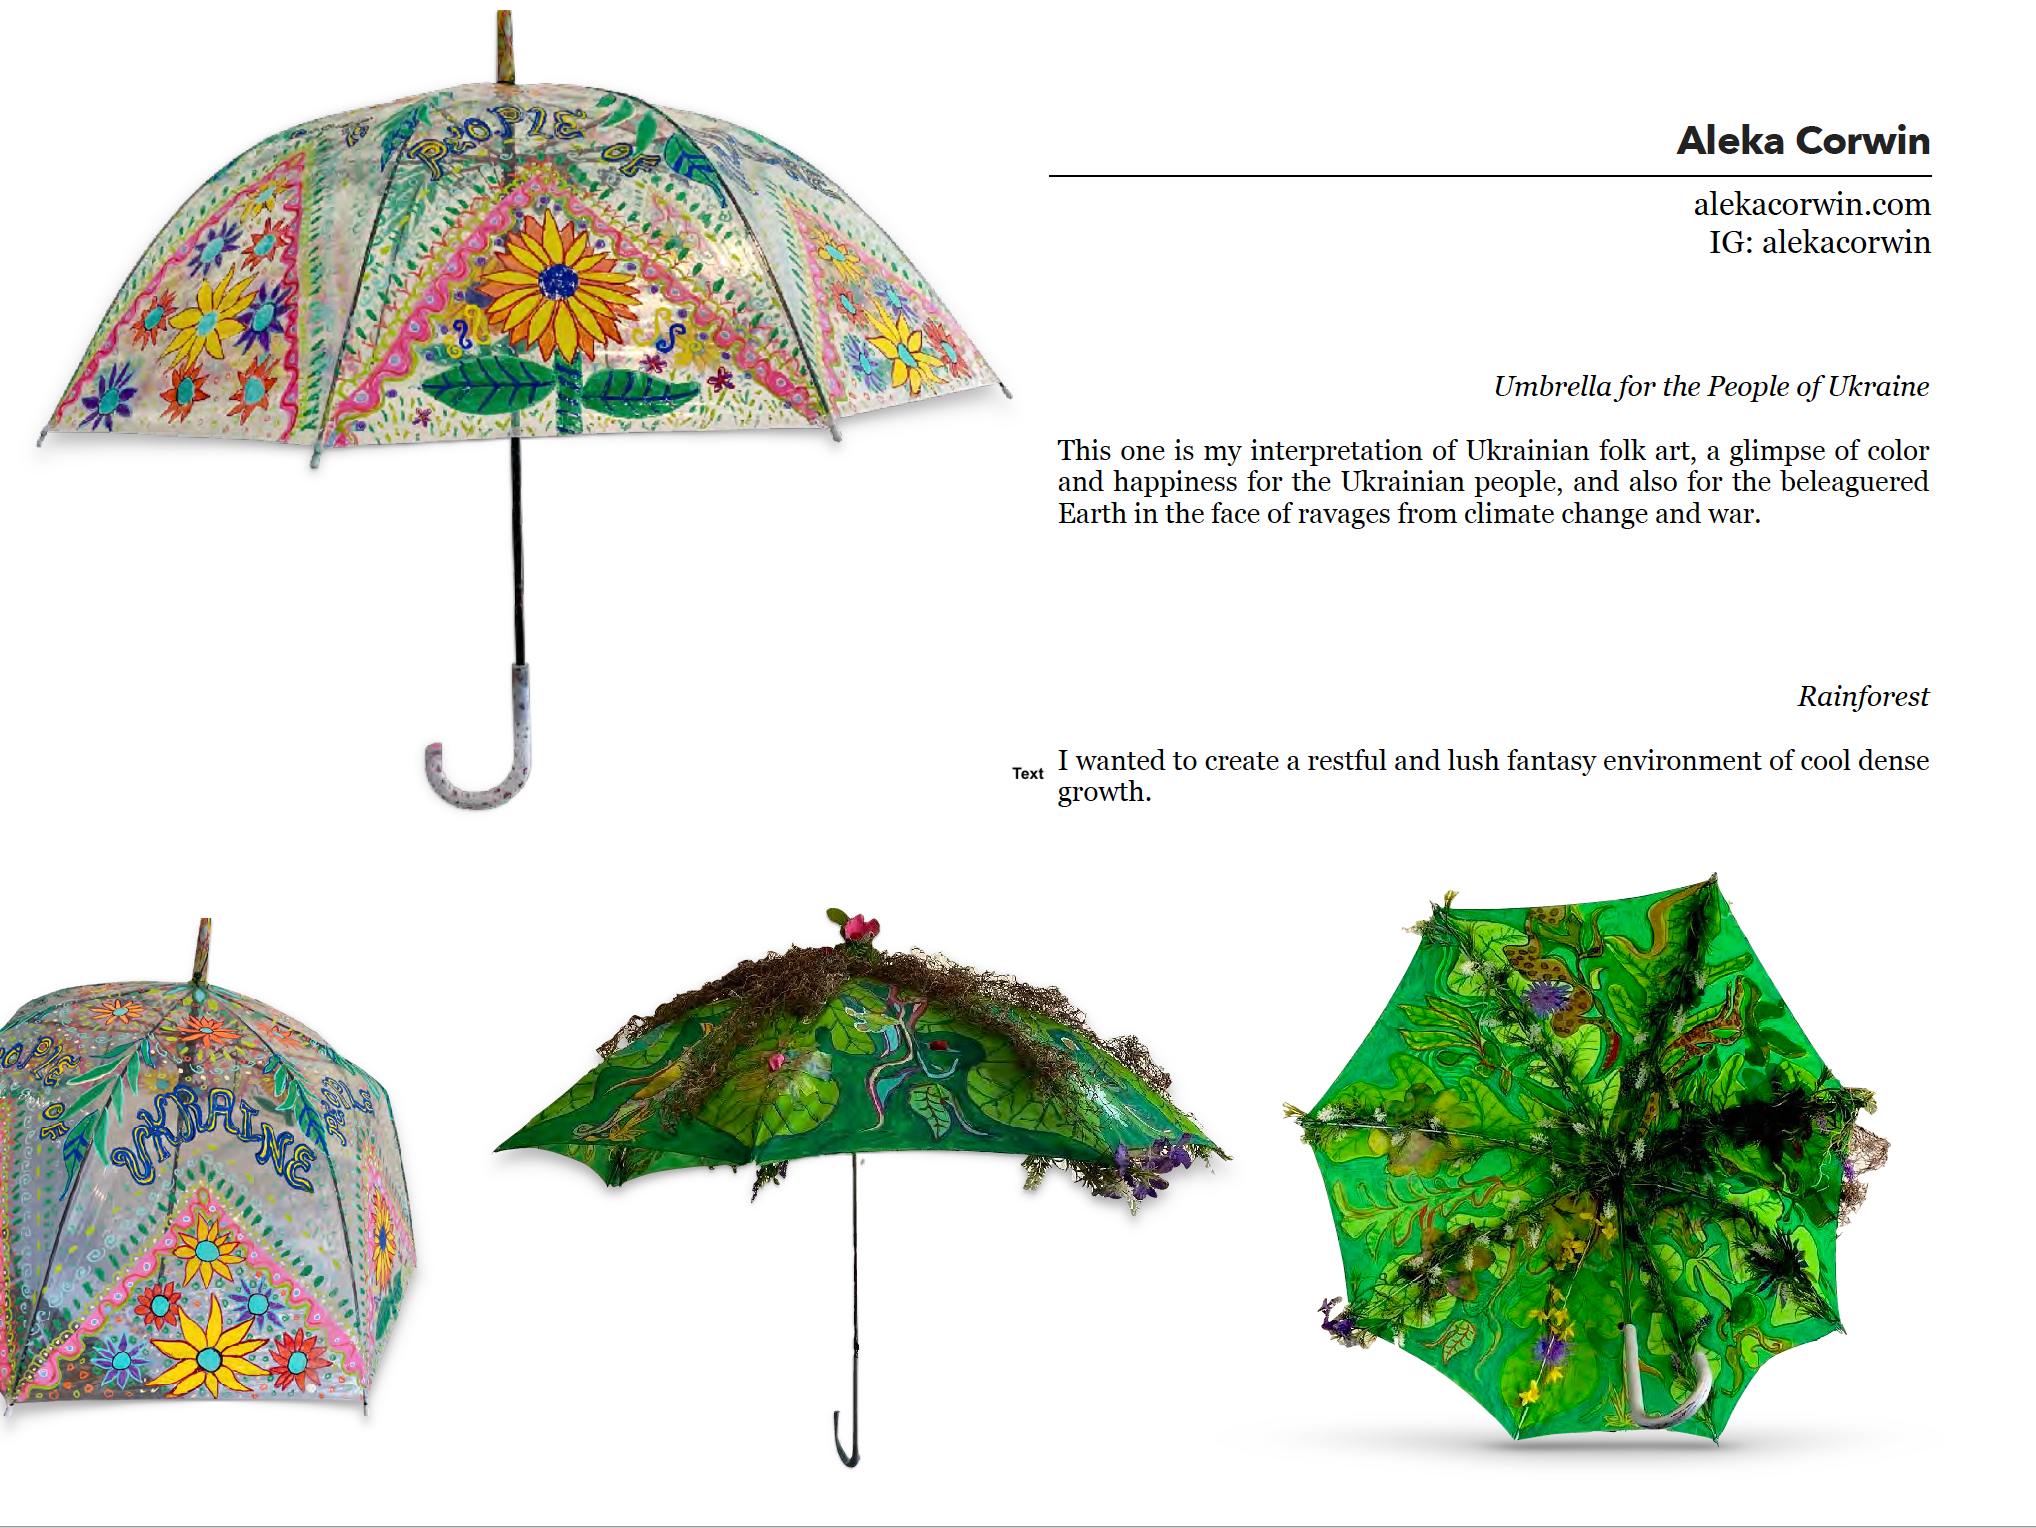 PEOPLE
OF
Aleka Corwin
alekacorwin.com
IG: alekacorwin
Umbrella for the People of Ukraine
This one is my interpretation of Ukrainian folk art, a glimpse of color
and happiness for the Ukrainian people, and also for the beleaguered
Earth in the face of ravages from climate change and war.
Rainforest
Text
I wanted to create a restful and lush fantasy environment of cool dense
growth.
OF
UKRAINE